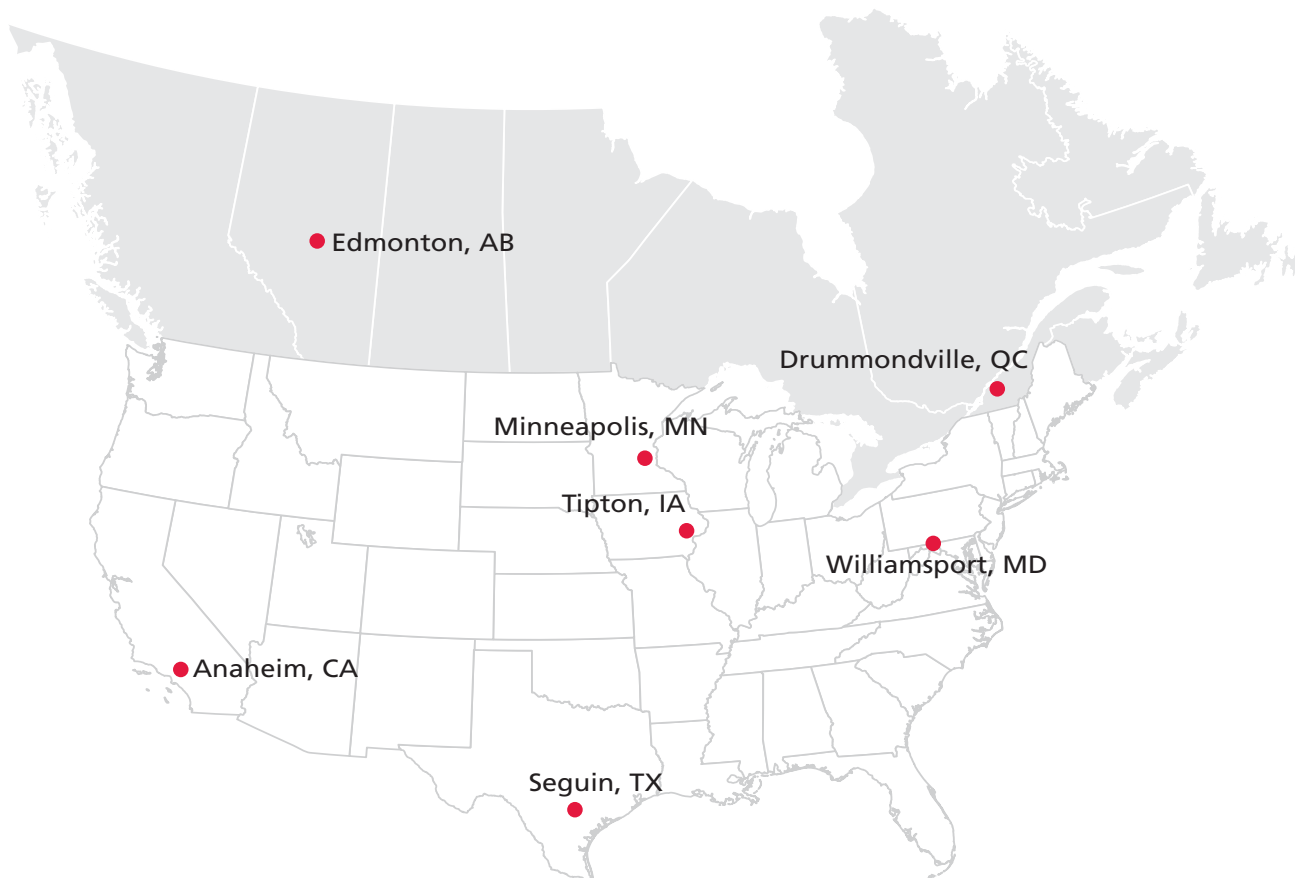 Edmonton, AB
Drummondville, QC
Minneapolis, MN
Tipton, IA
Williamsport, MD
Anaheim, CA
Seguin, TX